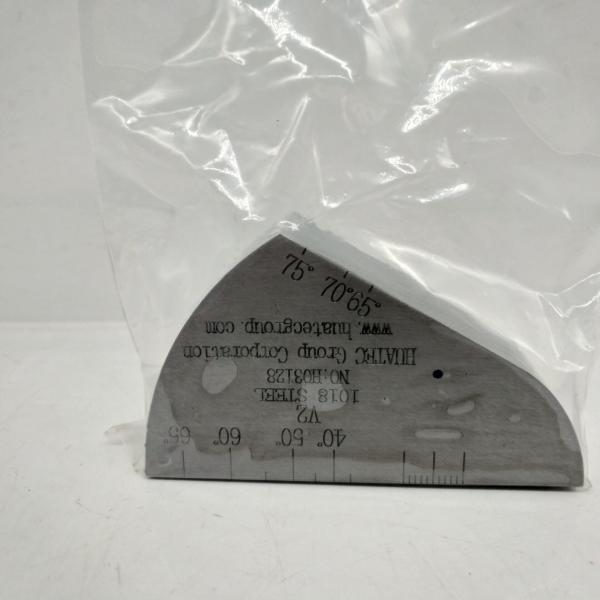 40° 50° 60° 65°
V2
1018 STEEL
NO:H03128
HUATEC Group Corporation
www.huatecgroup.com
65° 70° 75°